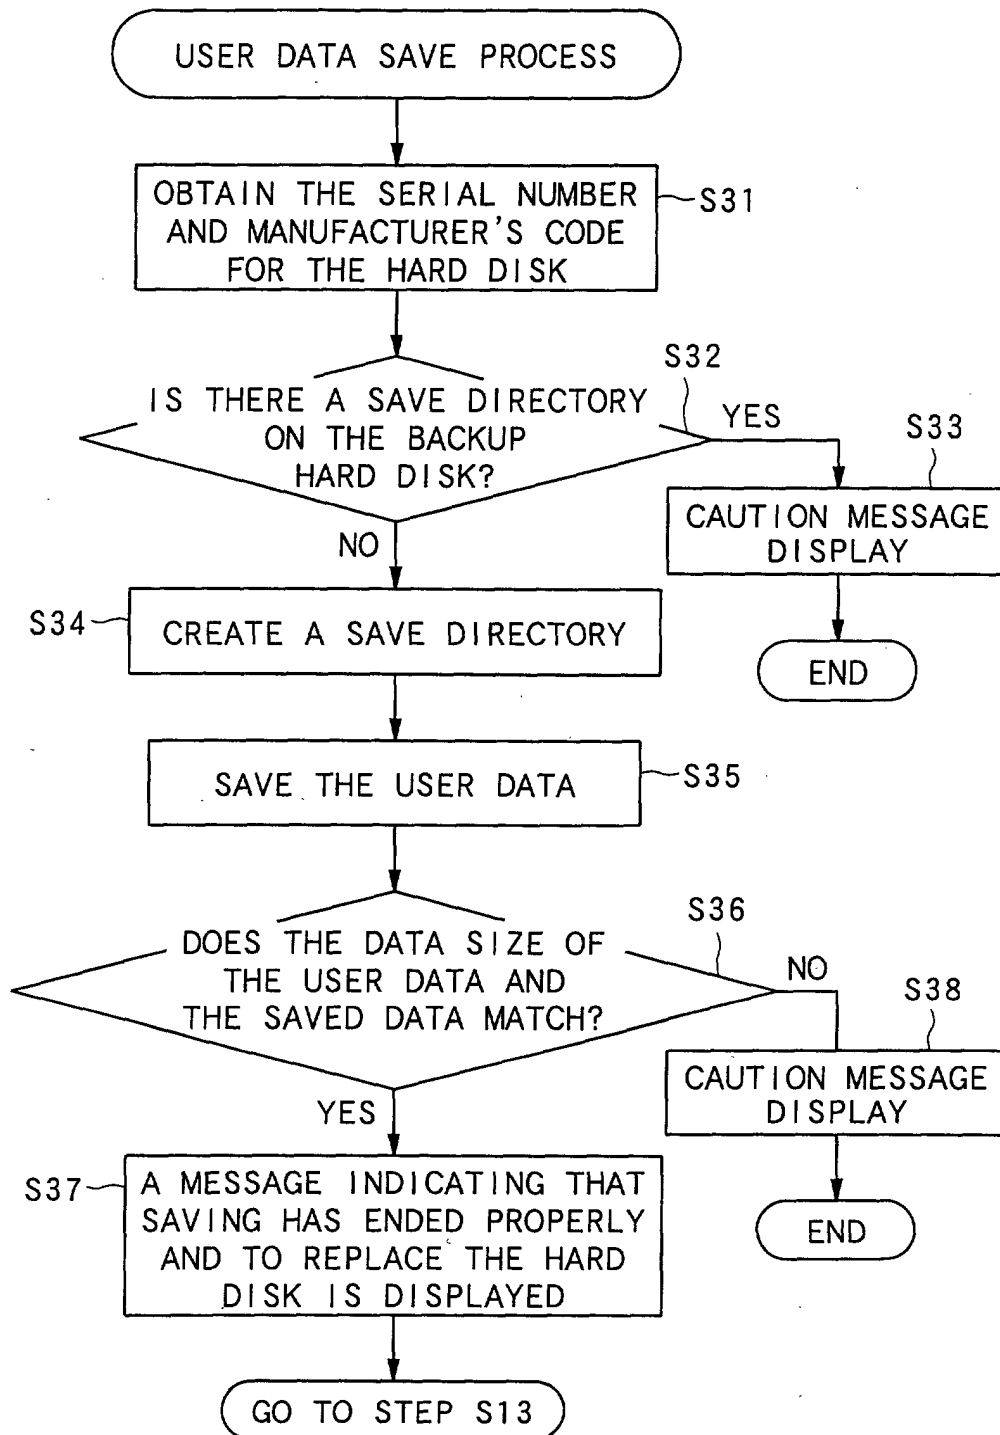 USER DATA SAVE PROCESS
OBTAIN THE SERIAL NUMBER
AND MANUFACTURER'S CODE
FOR THE HARD DISK
S31
S32
IS THERE A SAVE DIRECTORY
ON THE BACKUP
HARD DISK?
YES
S33
CAUTION MESSAGE
DISPLAY
END
NO
S34
CREATE A SAVE DIRECTORY
SAVE THE USER DATA
S35
S36
DOES THE DATA SIZE OF
THE USER DATA AND
THE SAVED DATA MATCH?
NO
S38
CAUTION MESSAGE
DISPLAY
END
YES
S37
A MESSAGE INDICATING THAT
SAVING HAS ENDED PROPERLY
AND TO REPLACE THE HARD
DISK IS DISPLAYED
GO TO STEP S13